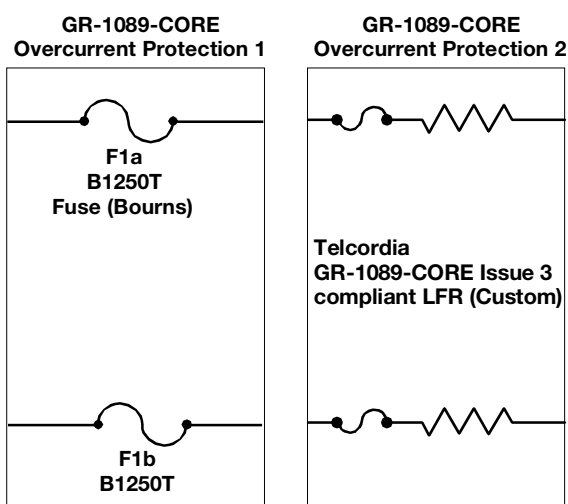 GR-1089-CORE
Overcurrent Protection 1
F1a
B1250T
Fuse (Bourns)
F1b
B1250T
GR-1089-CORE
Overcurrent Protection 2
Telcordia
GR-1089-CORE Issue 3
compliant LFR (Custom)